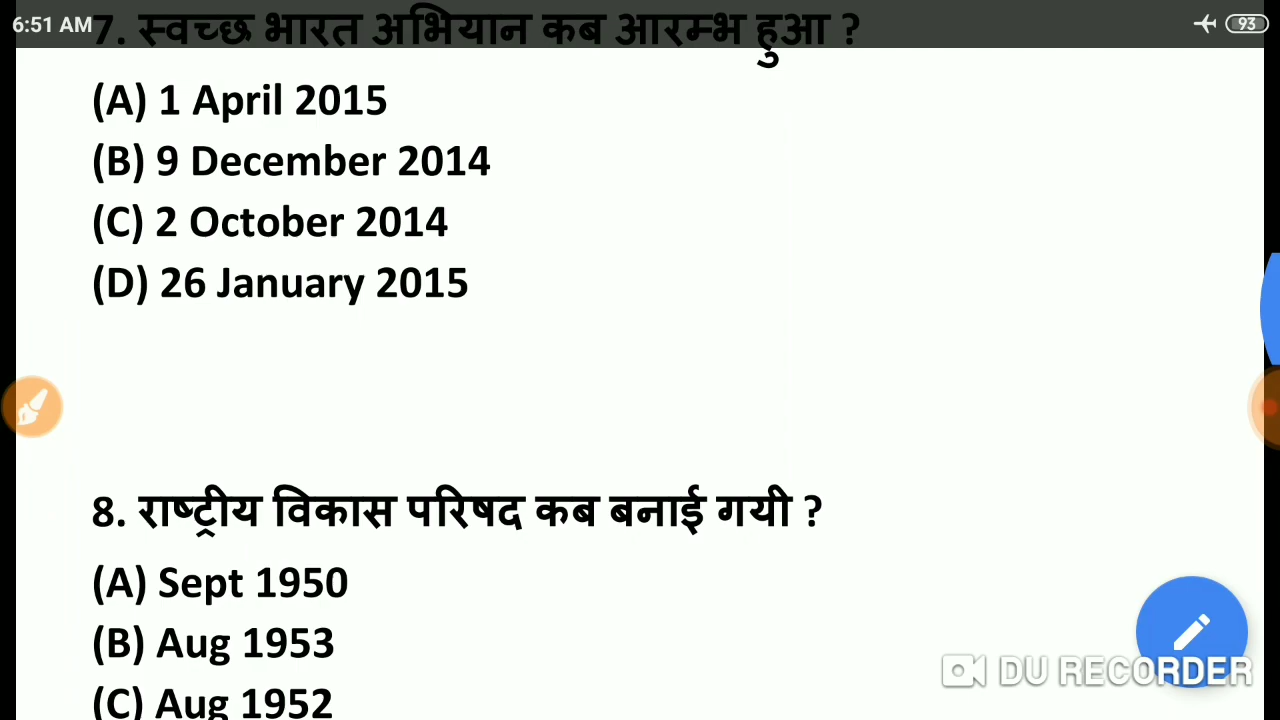 6:51 AM
93
7. स्वच्छ भारत अभियान कब आरम्भ हुआ ?
(A) 1 April 2015
(B) 9 December 2014
(C) 2 October 2014
(D) 26 January 2015
8. राष्ट्रीय विकास परिषद कब बनाई गयी ?
(A) Sept 1950
(B) Aug 1953
(C) Aug 1952
DU RECORDER